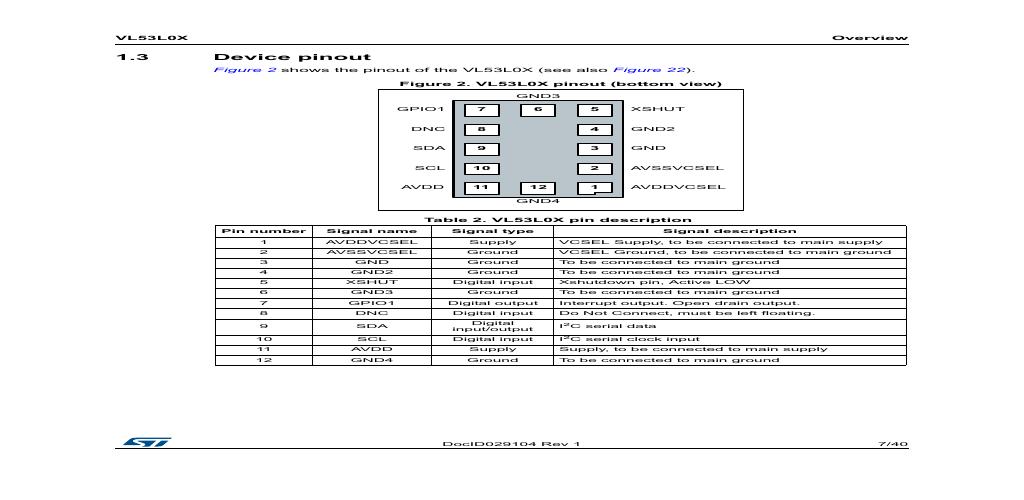 VL53L0X Overview
1.3 Device pinout
Figure 2 shows the pinout of the VL53L0X (see also Figure 22).
Figure 2. VL53L0X pinout (bottom view)
GND3
GPIO1 7 6 5 XSHUT
DNC 8 4 GND2
SDA 9 3 GND
SCL 10 2 AVSSVCSEL
AVDD 11 12 1 AVDDVCSEL
GND4
Table 2. VL53L0X pin description
Pin number Signal name Signal type Signal description
1 AVDDVCSEL Supply VCSEL Supply, to be connected to main supply
2 AVSSVCSEL Ground VCSEL Ground, to be connected to main ground
3 GND Ground To be connected to main ground
4 GND2 Ground To be connected to main ground
5 XSHUT Digital input Xshutdown pin, Active LOW
6 GND3 Ground To be connected to main ground
7 GPIO1 Digital output Interrupt output. Open drain output.
8 DNC Digital input Do Not Connect, must be left floating.
9 SDA Digital input/output I²C serial data
10 SCL Digital input I²C serial clock input
11 AVDD Supply Supply, to be connected to main supply
12 GND4 Ground To be connected to main ground
ST DocID029104 Rev 1 7/40